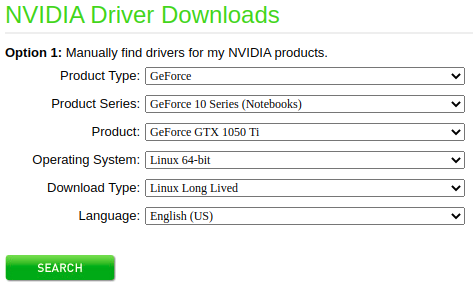 NVIDIA Driver Downloads
Option 1: Manually find drivers for my NVIDIA products.
Product Type: GeForce
Product Series: GeForce 10 Series (Notebooks)
Product: GeForce GTX 1050 Ti
Operating System: Linux 64-bit
Download Type: Linux Long Lived
Language: English (US)
SEARCH